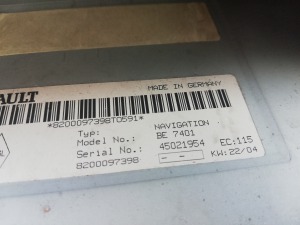 AULT
MADE IN GERMANY
*8200097398T0591*
Typ: NAVIGATION
Model No.: BE 7401
Serial No.: 45021954 EC:115
8200097398 -- KW:22/04